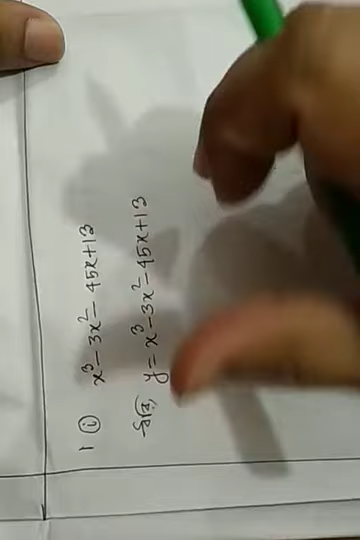 1 (i) x³ - 3x² - 45x + 13
ধরি, y = x³ - 3x² - 45x + 13